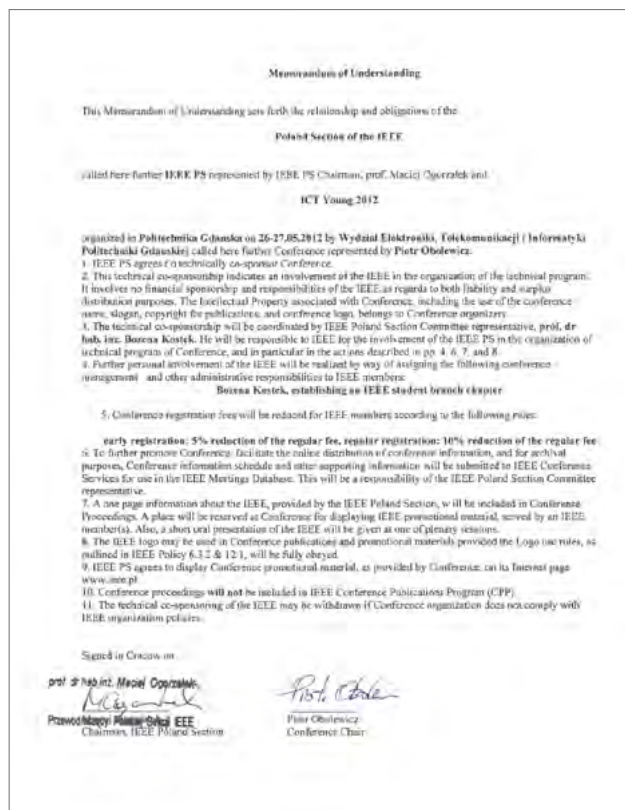 Memorandum of Understanding
This Memorandum of Understanding sets forth the relationship and obligations of the
Poland Section of the IEEE
called here further IEEE PS represented by IEEE PS Chairman, prof. Maciej Ogorzałek and
ICT Young 2012
organized in Politechnika Gdanska on 26-27.05.2012 by Wydzial Elektroniki, Telekomunikacji i Informatyki
Politechniki Gdanskiej called here further Conference represented by Piotr Obolewicz.
1. IEEE PS agrees to technically co-sponsor Conference.
2. This technical co-sponsorship indicates an involvement of the IEEE in the organization of the technical program.
It involves no financial sponsorship and responsibilities of the IEEE as regards to both liability and surplus
distribution purposes. The Intellectual Property associated with Conference, including the use of the conference
name, slogan, copyright for publications, and conference logo, belongs to Conference organizers.
3. The technical co-sponsorship will be coordinated by IEEE Poland Section Committee representative, prof. dr
hab. inz. Bozena Kostek. He will be responsible to IEEE for the involvement of the IEEE PS in the organization of
technical program of Conference, and in particular in the actions described in pp. 4, 6, 7, and 8.
4. Further personal involvement of the IEEE will be realized by way of assigning the following conference
management and other administrative responsibilities to IEEE members:
Bozena Kostek, establishing an IEEE student branch chapter
5. Conference registration fees will be reduced for IEEE members according to the following rules:
early registration: 5% reduction of the regular fee, regular registration: 10% reduction of the regular fee
6. To further promote Conference, facilitate the online distribution of conference information, and for archival
purposes, Conference information schedule and other supporting information will be submitted to IEEE Conference
Services for use in the IEEE Meetings Database. This will be a responsibility of the IEEE Poland Section Committee
representative.
7. A one page information about the IEEE, provided by the IEEE Poland Section, will be included in Conference
Proceedings. A place will be reserved at Conference for displaying IEEE promotional material, served by an IEEE
member(s). Also, a short oral presentation of the IEEE will be given at one of plenary sessions.
8. The IEEE logo may be used in Conference publications and promotional materials provided the Logo use rules, as
outlined in IEEE Policy 6.3.2 & 12.1, will be fully obeyed.
9. IEEE PS agrees to display Conference promotional material, as provided by Conference, on its Internet page
www.ieee.pl
10. Conference proceedings will not be included in IEEE Conference Publications Program (CPP).
11. The technical co-sponsoring of the IEEE may be withdrawn if Conference organization does not comply with
IEEE organization policies.
Signed in Cracow on
prof. dr hab.inż. Maciej Ogorzałek
Piotr Obolew
Sekcji IEEE
Chairman, IEEE Poland Section
Piotr Obolewicz
Conference Chair